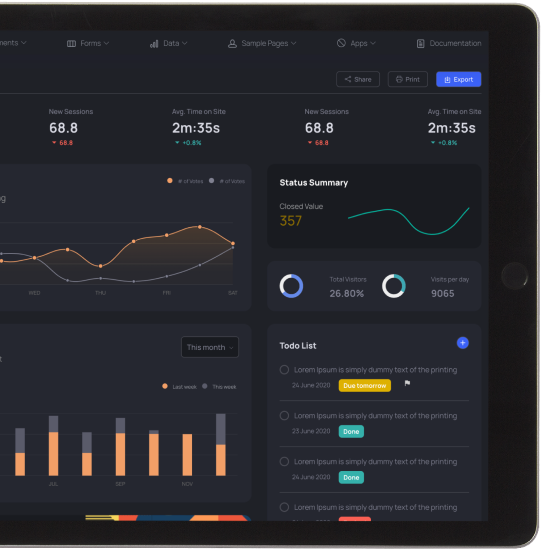 Forms
Data
Sample Pages
Apps
Documentation
Share
Print
Export
New Sessions
68.8
68.8
Avg. Time on Site
2m:35s
+0.8%
New Sessions
68.8
68.8
Avg. Time on Site
2m:35s
+0.8%
# of Votes
# of Votes
WED
THU
FRI
SAT
Status Summary
Closed Value
357
Total Visitors
26.80%
Visits per day
9065
This month
Last week
This week
JUL
SEP
NOV
Todo List
Lorem Ipsum is simply dummy text of the printing
24 June 2020
Due tomorrow
Lorem Ipsum is simply dummy text of the printing
23 June 2020
Done
Lorem Ipsum is simply dummy text of the printing
24 June 2020
Done
Lorem Ipsum is simply dummy text of the printing